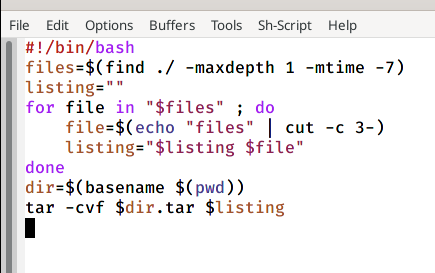 File Edit Options Buffers Tools Sh-Script Help
#!/bin/bash
files=$(find ./ -maxdepth 1 -mtime -7)
listing=""
for file in "$files" ; do
    file=$(echo "files" | cut -c 3-)
    listing="$listing $file"
done
dir=$(basename $(pwd))
tar -cvf $dir.tar $listing